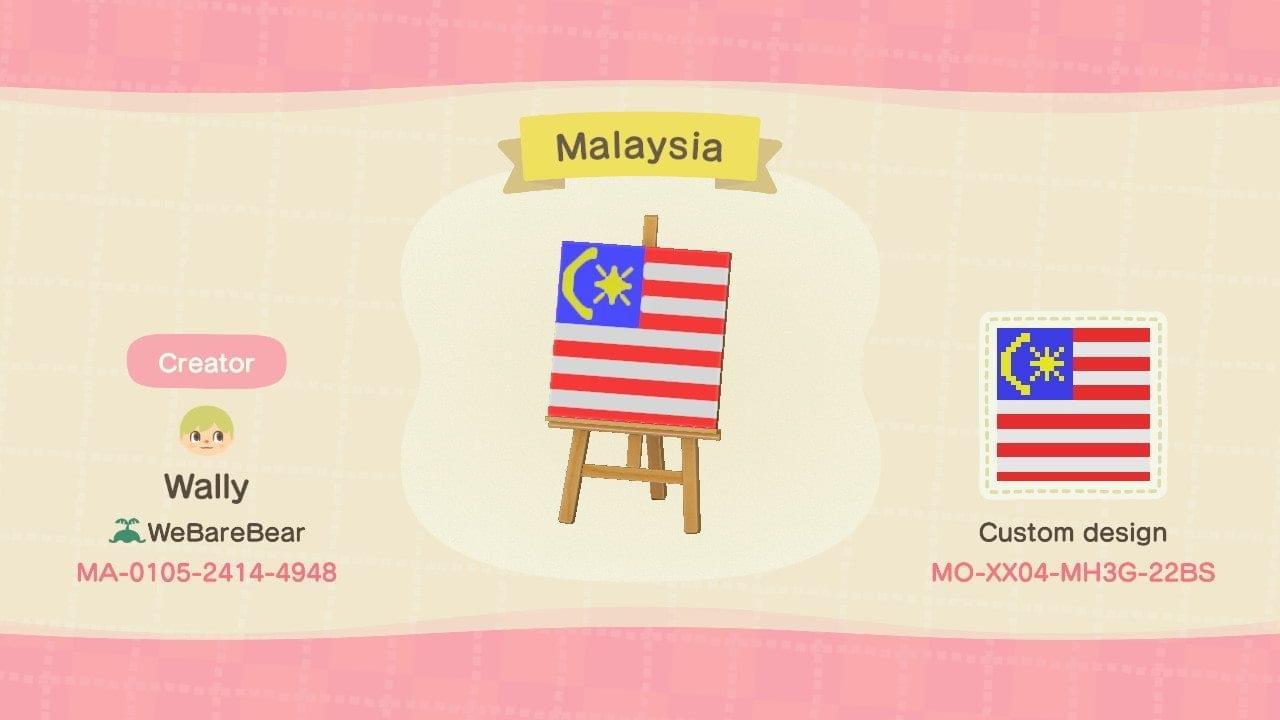 Malaysia
Creator
Wally
WeBareBear
MA-0105-2414-4948
Custom design
MO-XX04-MH3G-22BS